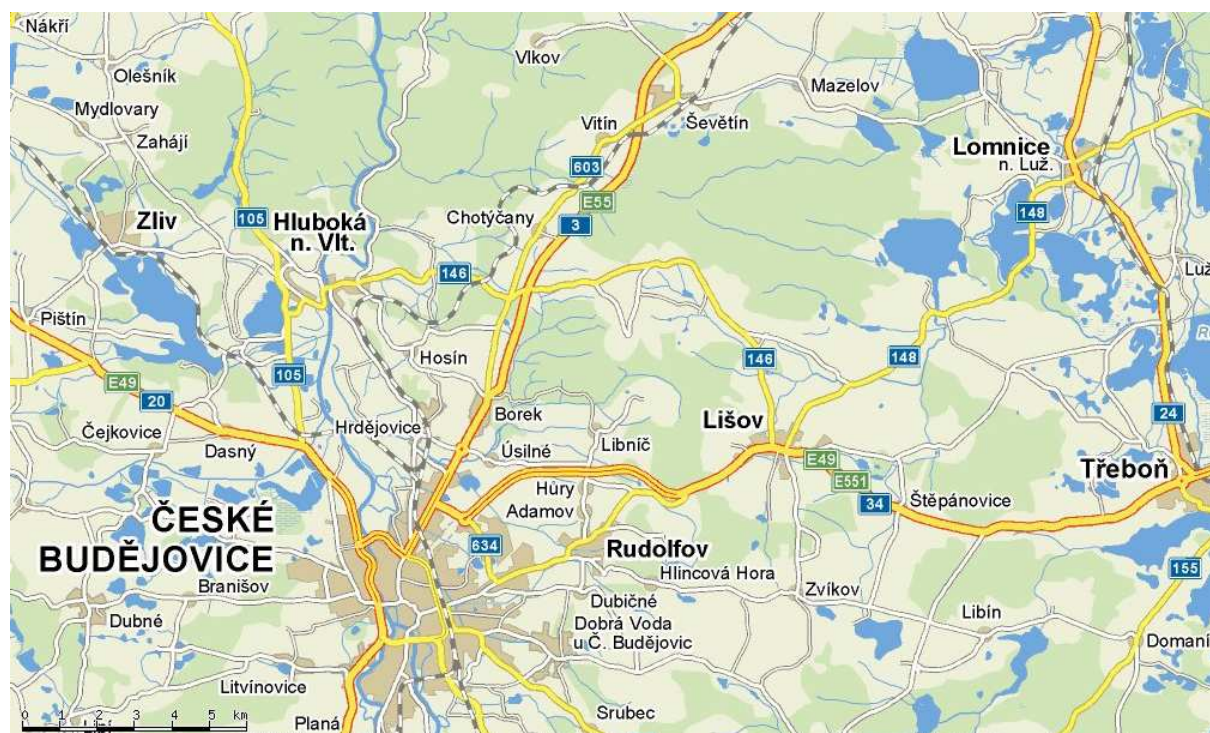 Nákří
Vlkov
Olešník
Mazelov
Mydlovary
Vitín
Ševětín
Zahájí
Lomnice
n. Luž.
603
E55
Zliv
105
Hluboká
n. Vlt.
Chotýčany
3
148
146
Luž
Pištín
Hosín
146
148
E49
105
20
Borek
Lišov
24
Čejkovice
Hrdějovice
Dasný
Úsilné
Libníč
E49
Třeboň
E551
Hůry
Adamov
34
Štěpánovice
ČESKÉ
BUDĚJOVICE
634
Rudolfov
155
Branišov
Hlincová Hora
Zvíkov
Dubičné
Libín
Dubné
Dobrá Voda
u Č. Budějovic
Domaní
Litvínovice
Srubec
Planá
0 1 2 3 4 5 km